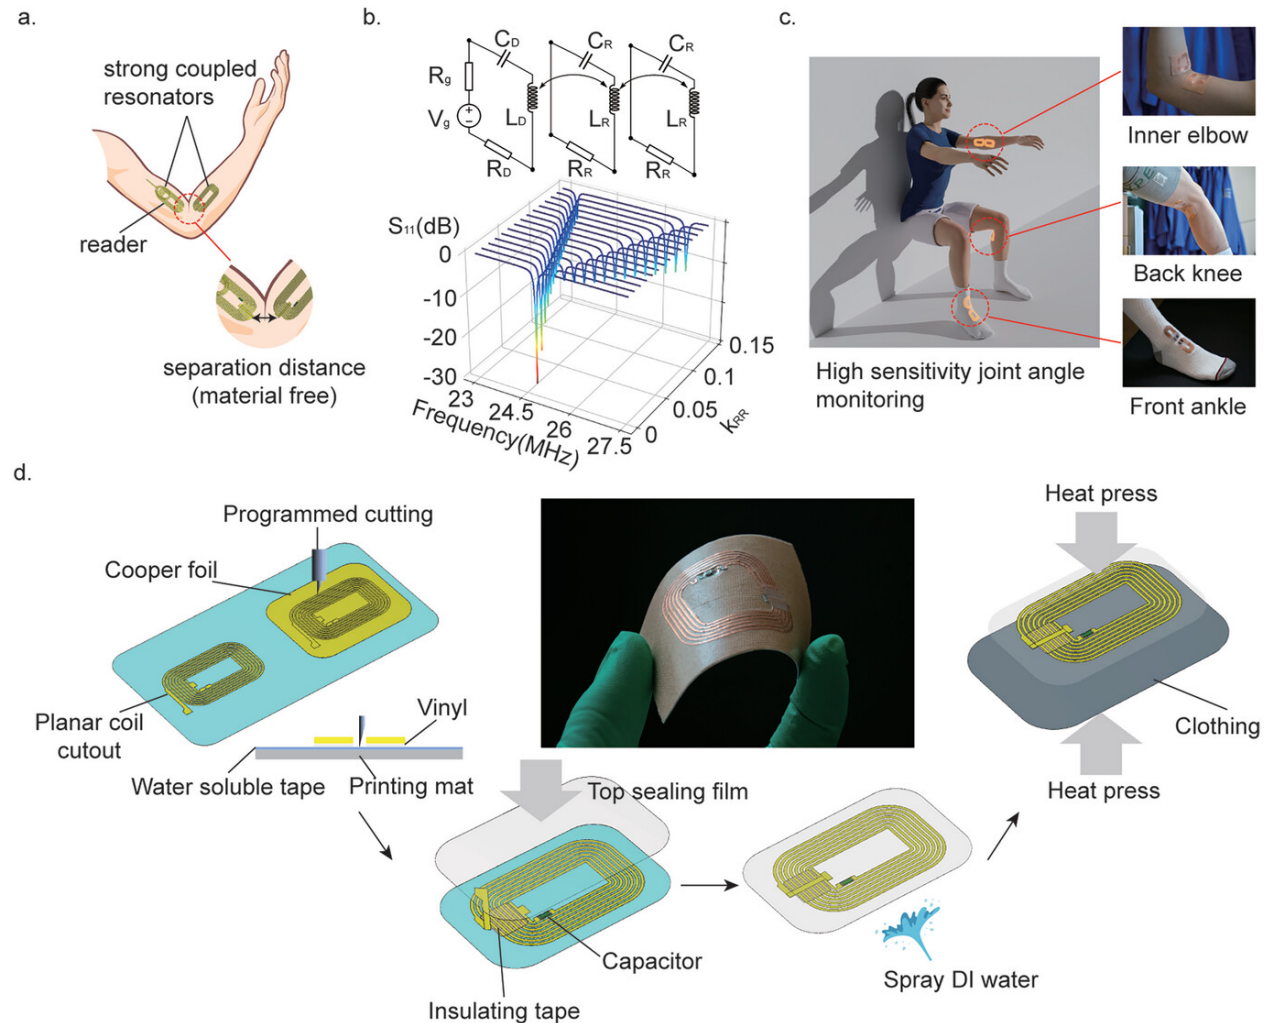 a.
strong coupled
resonators
reader
separation distance
(material free)
b.
C_D
C_R
C_R
R_g
V_g
L_D
L_R
L_R
R_D
R_R
R_R
S₁₁(dB)
0
-10
-20
-30
23
24.5
26
27.5
Frequency(MHz)
0
0.05
0.1
0.15
k_RR
c.
Inner elbow
Back knee
Front ankle
High sensitivity joint angle
monitoring
d.
Programmed cutting
Cooper foil
Planar coil
cutout
Vinyl
Water soluble tape
Printing mat
Top sealing film
Capacitor
Insulating tape
Spray DI water
Heat press
Clothing
Heat press